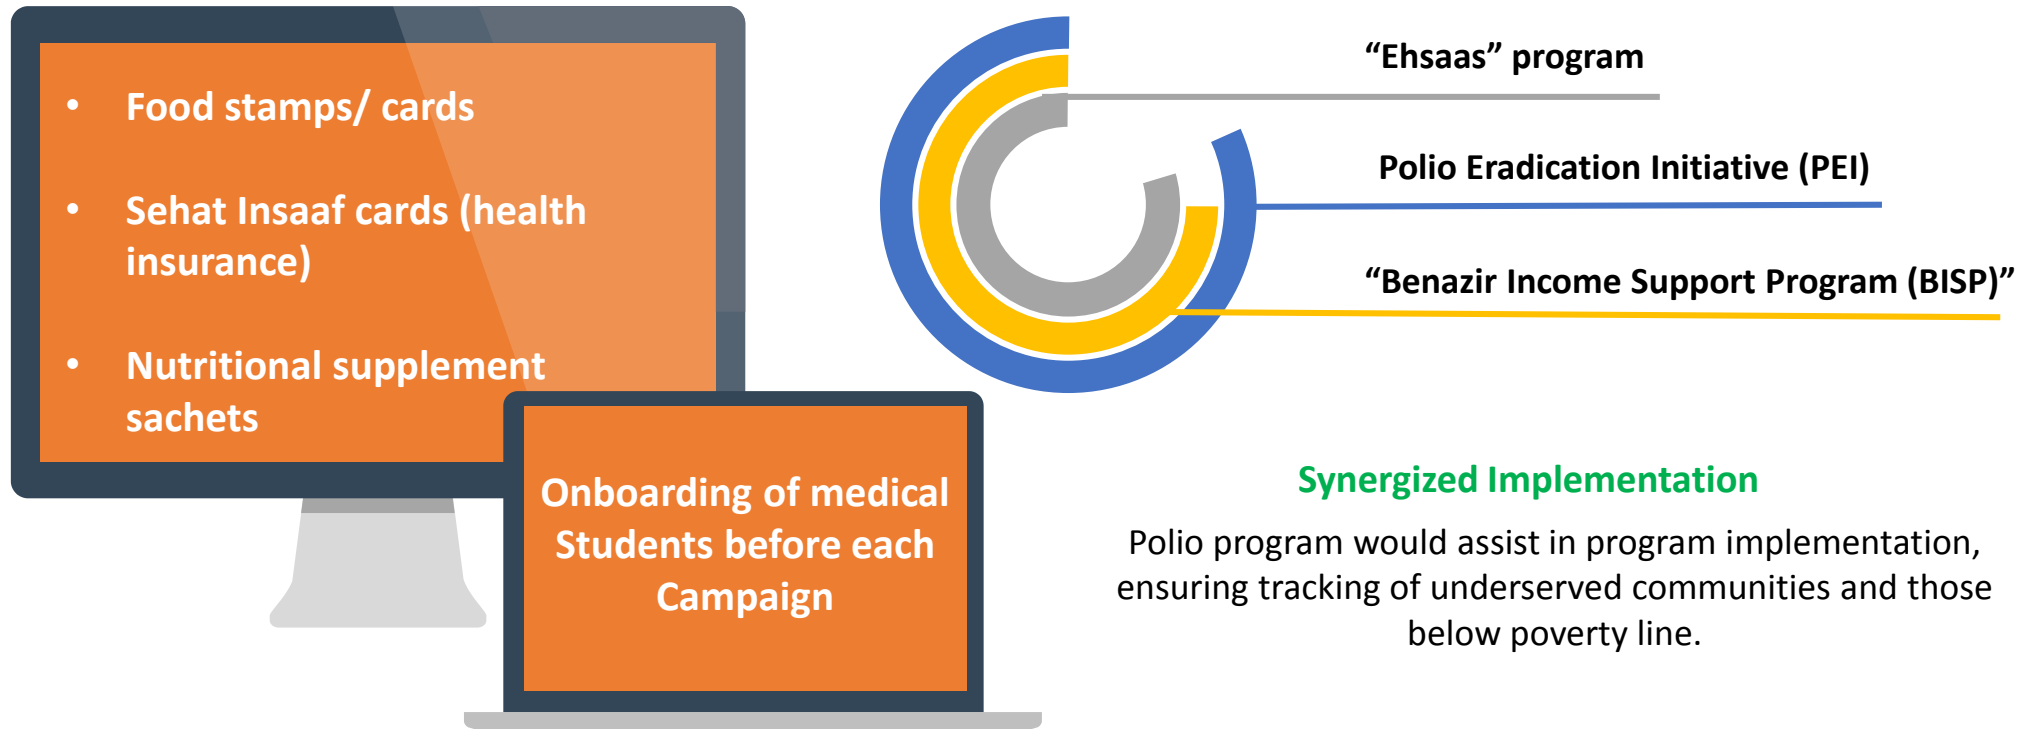 • Food stamps/ cards
• Sehat Insaaf cards (health
insurance)
• Nutritional supplement
sachets
Onboarding of medical
Students before each
Campaign
“Ehsaas” program
Polio Eradication Initiative (PEI)
“Benazir Income Support Program (BISP)”
Synergized Implementation
Polio program would assist in program implementation,
ensuring tracking of underserved communities and those
below poverty line.